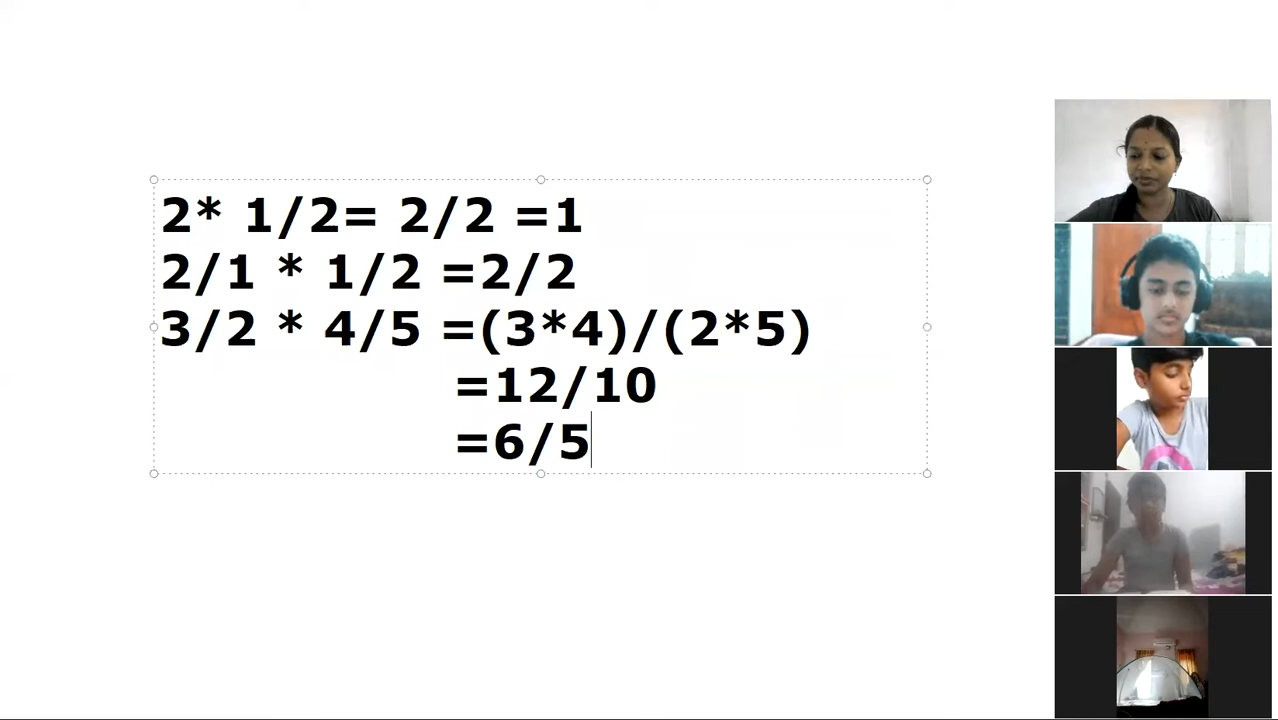 2* 1/2= 2/2 =1
2/1 * 1/2 =2/2
3/2 * 4/5 =(3*4)/(2*5)
=12/10
=6/5